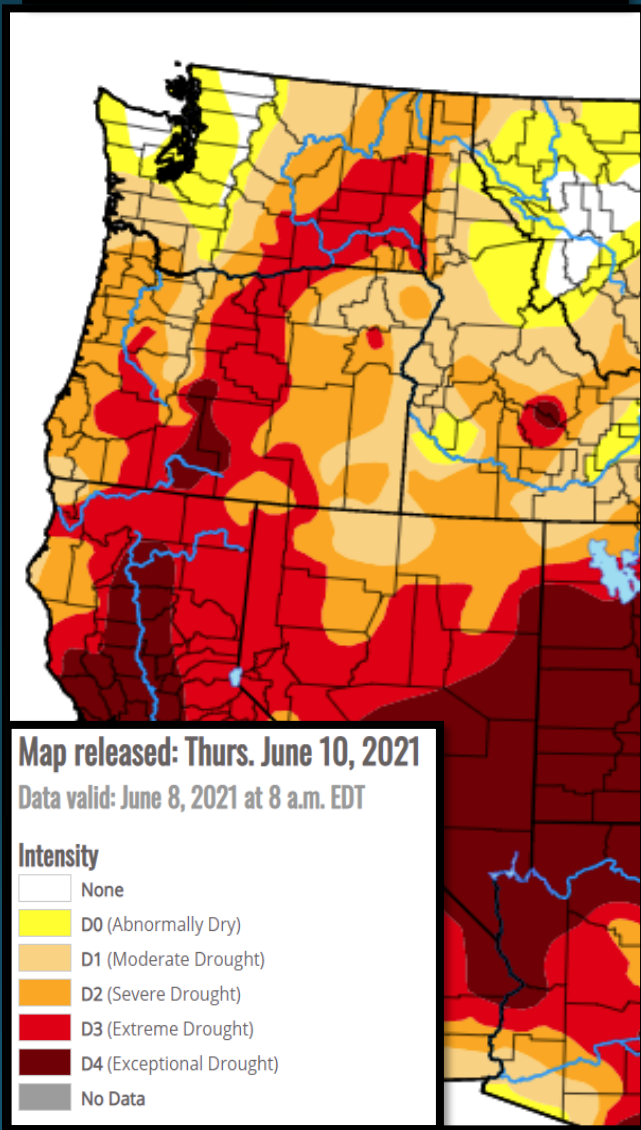 Map released: Thurs. June 10, 2021
Data valid: June 8, 2021 at 8 a.m. EDT
Intensity
None
D0 (Abnormally Dry)
D1 (Moderate Drought)
D2 (Severe Drought)
D3 (Extreme Drought)
D4 (Exceptional Drought)
No Data